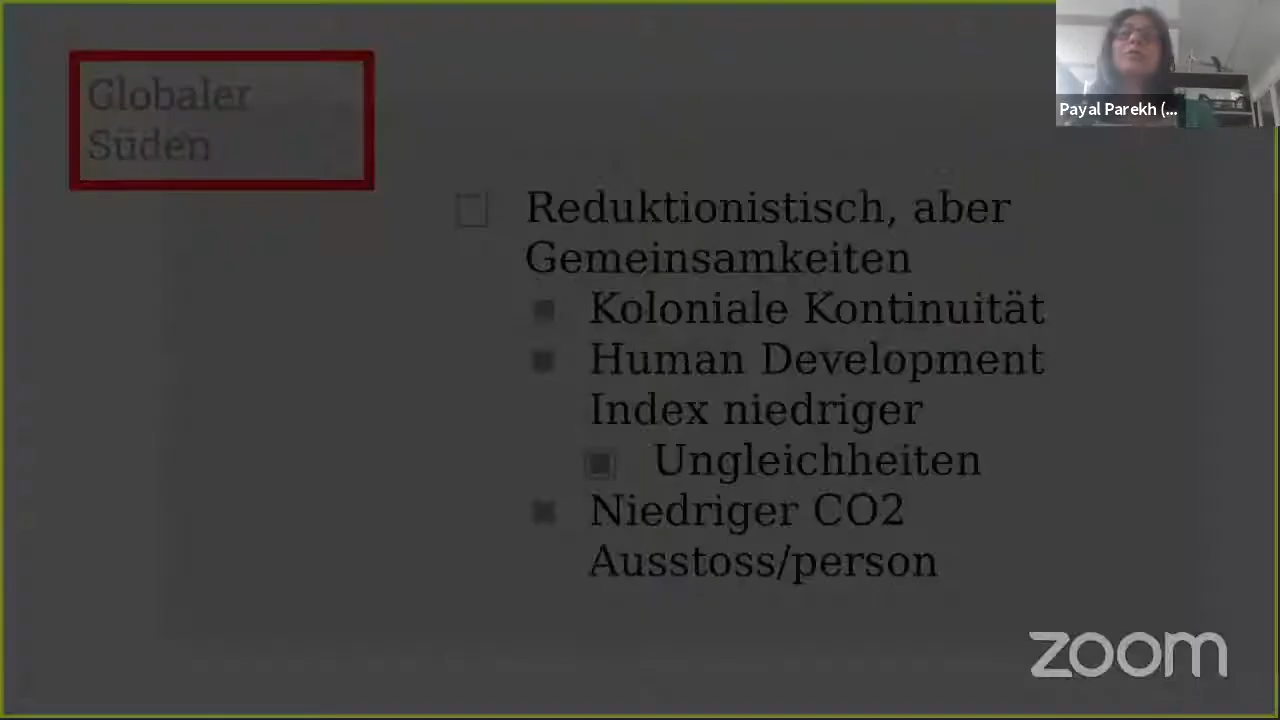 Globaler
Süden
Payal Parekh (...
Reduktionistisch, aber
Gemeinsamkeiten
Koloniale Kontinuität
Human Development
Index niedriger
Ungleichheiten
Niedriger CO2
Ausstoss/person
zoom